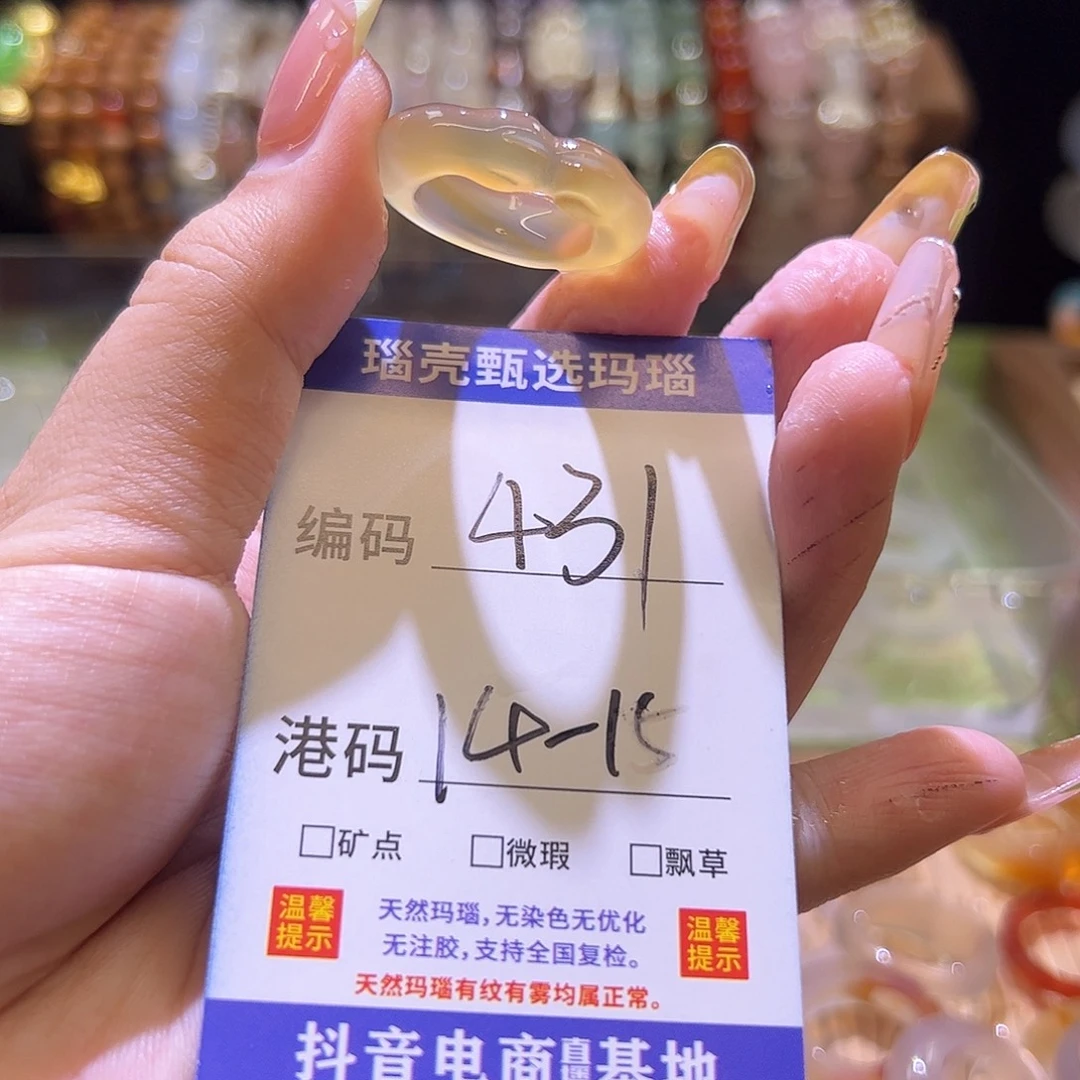 瑙壳甄选玛瑙
编码 431
港码 14-15
□矿点 □微瑕 □飘草
温馨提示
天然玛瑙,无染色无优化
无注胶,支持全国复检。
温馨提示
天然玛瑙有纹有雾均属正常。
抖音电商直播基地